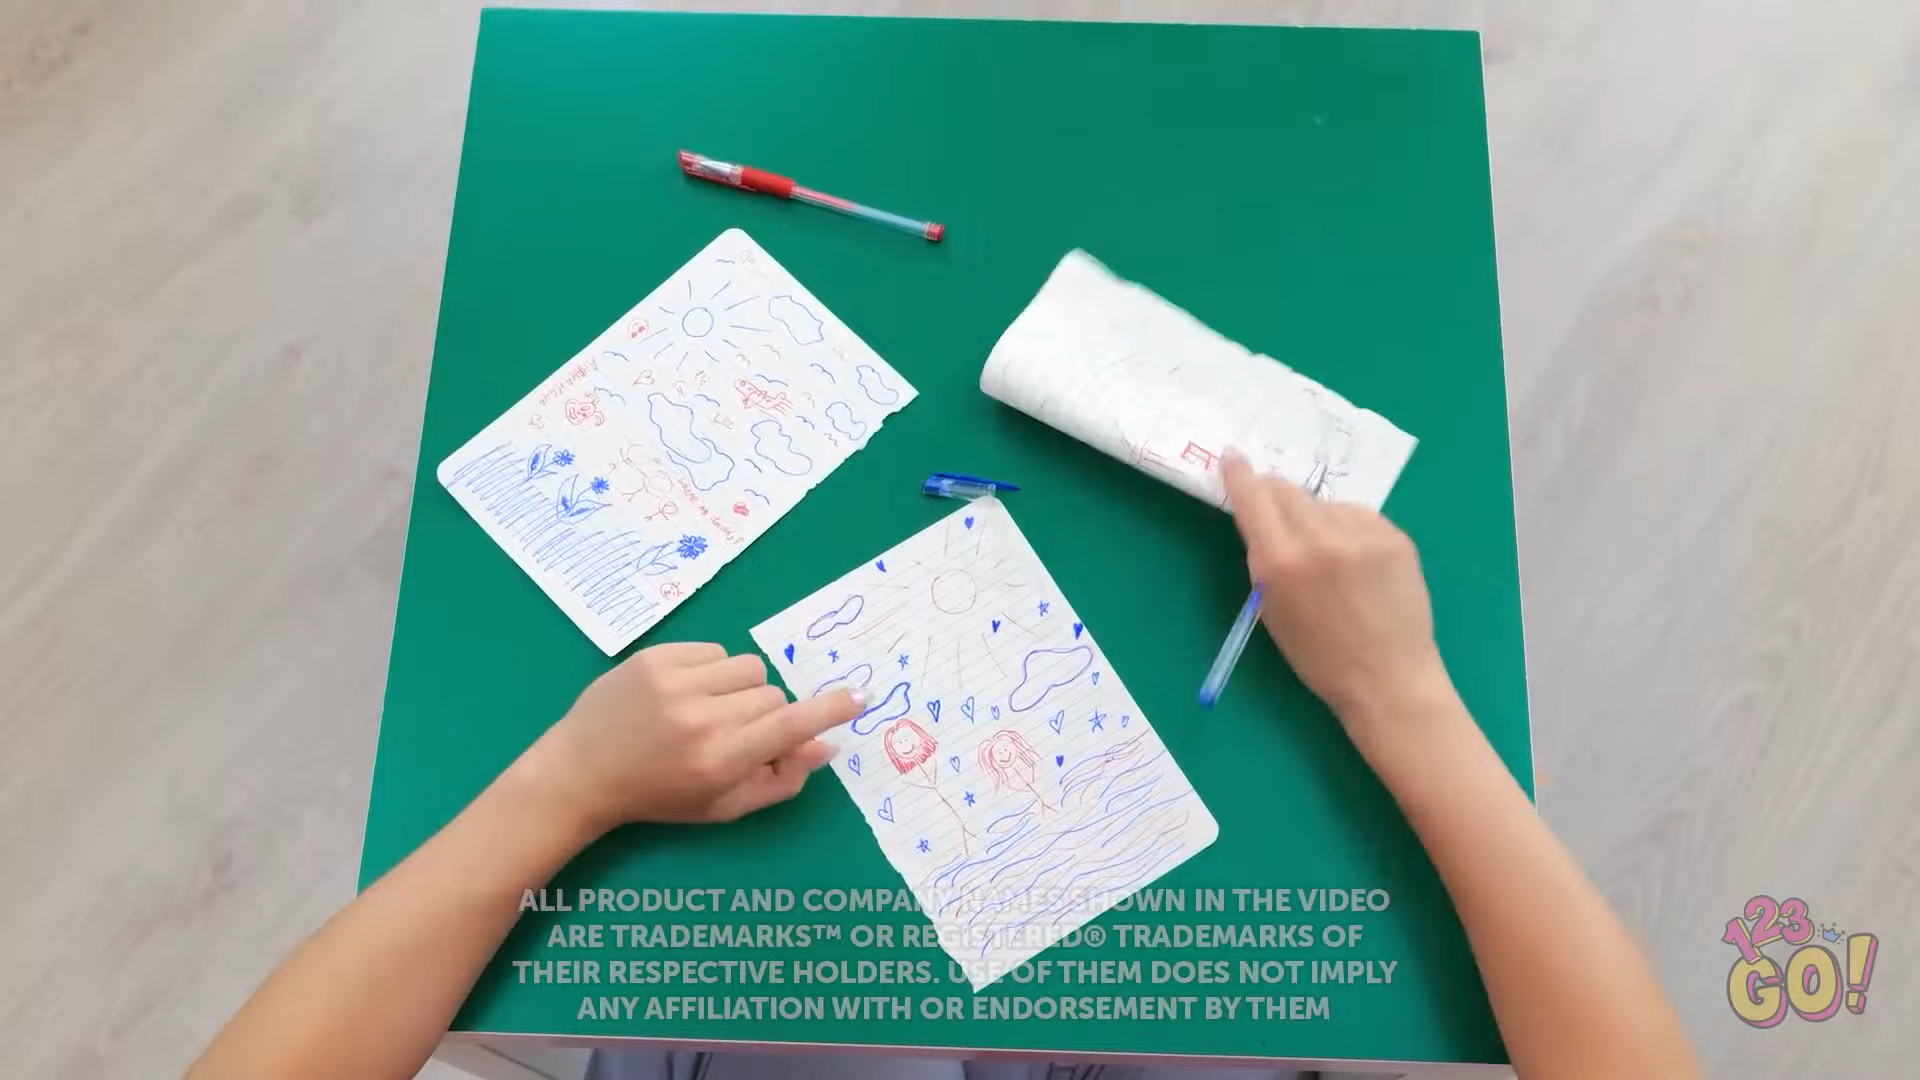 ALL PRODUCT AND COMPANY NAMES SHOWN IN THE VIDEO
ARE TRADEMARKS™ OR REGISTERED® TRADEMARKS OF
THEIR RESPECTIVE HOLDERS. USE OF THEM DOES NOT IMPLY
ANY AFFILIATION WITH OR ENDORSEMENT BY THEM
123
GO!